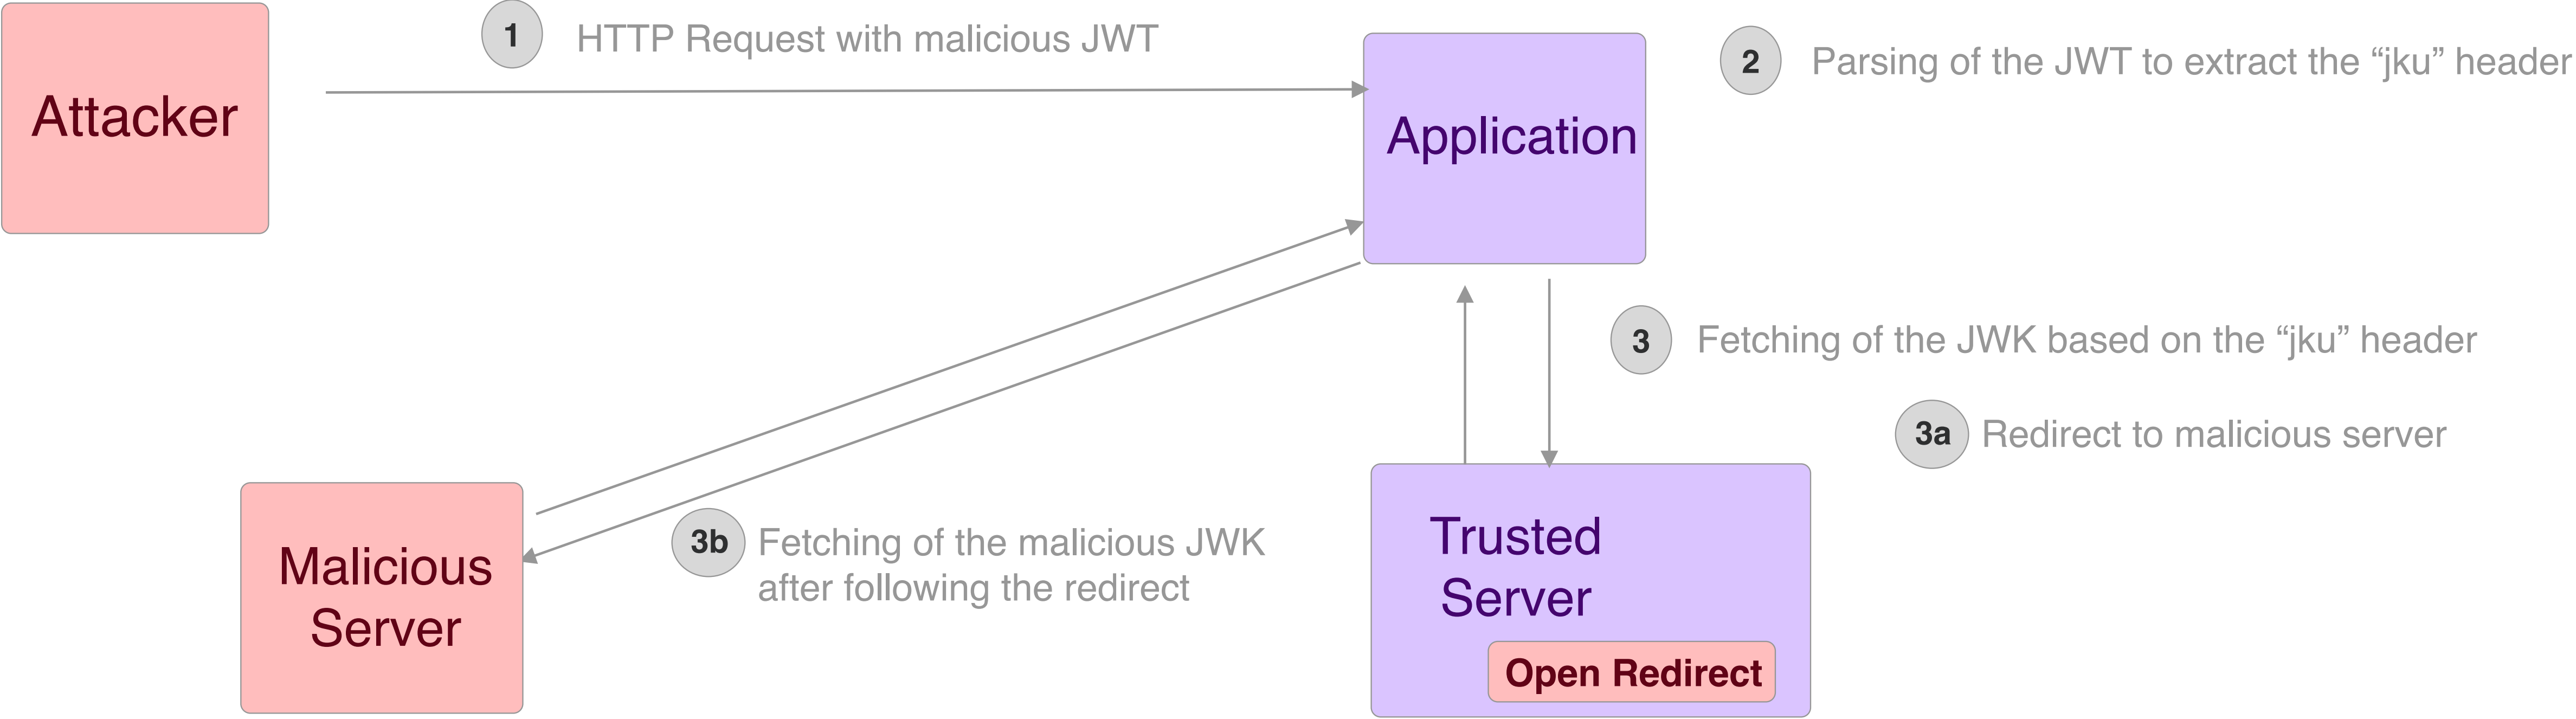 1 HTTP Request with malicious JWT
2 Parsing of the JWT to extract the “jku” header
Attacker
Application
3 Fetching of the JWK based on the “jku” header
3a Redirect to malicious server
3b Fetching of the malicious JWK
after following the redirect
Malicious
Server
Trusted
Server
Open Redirect